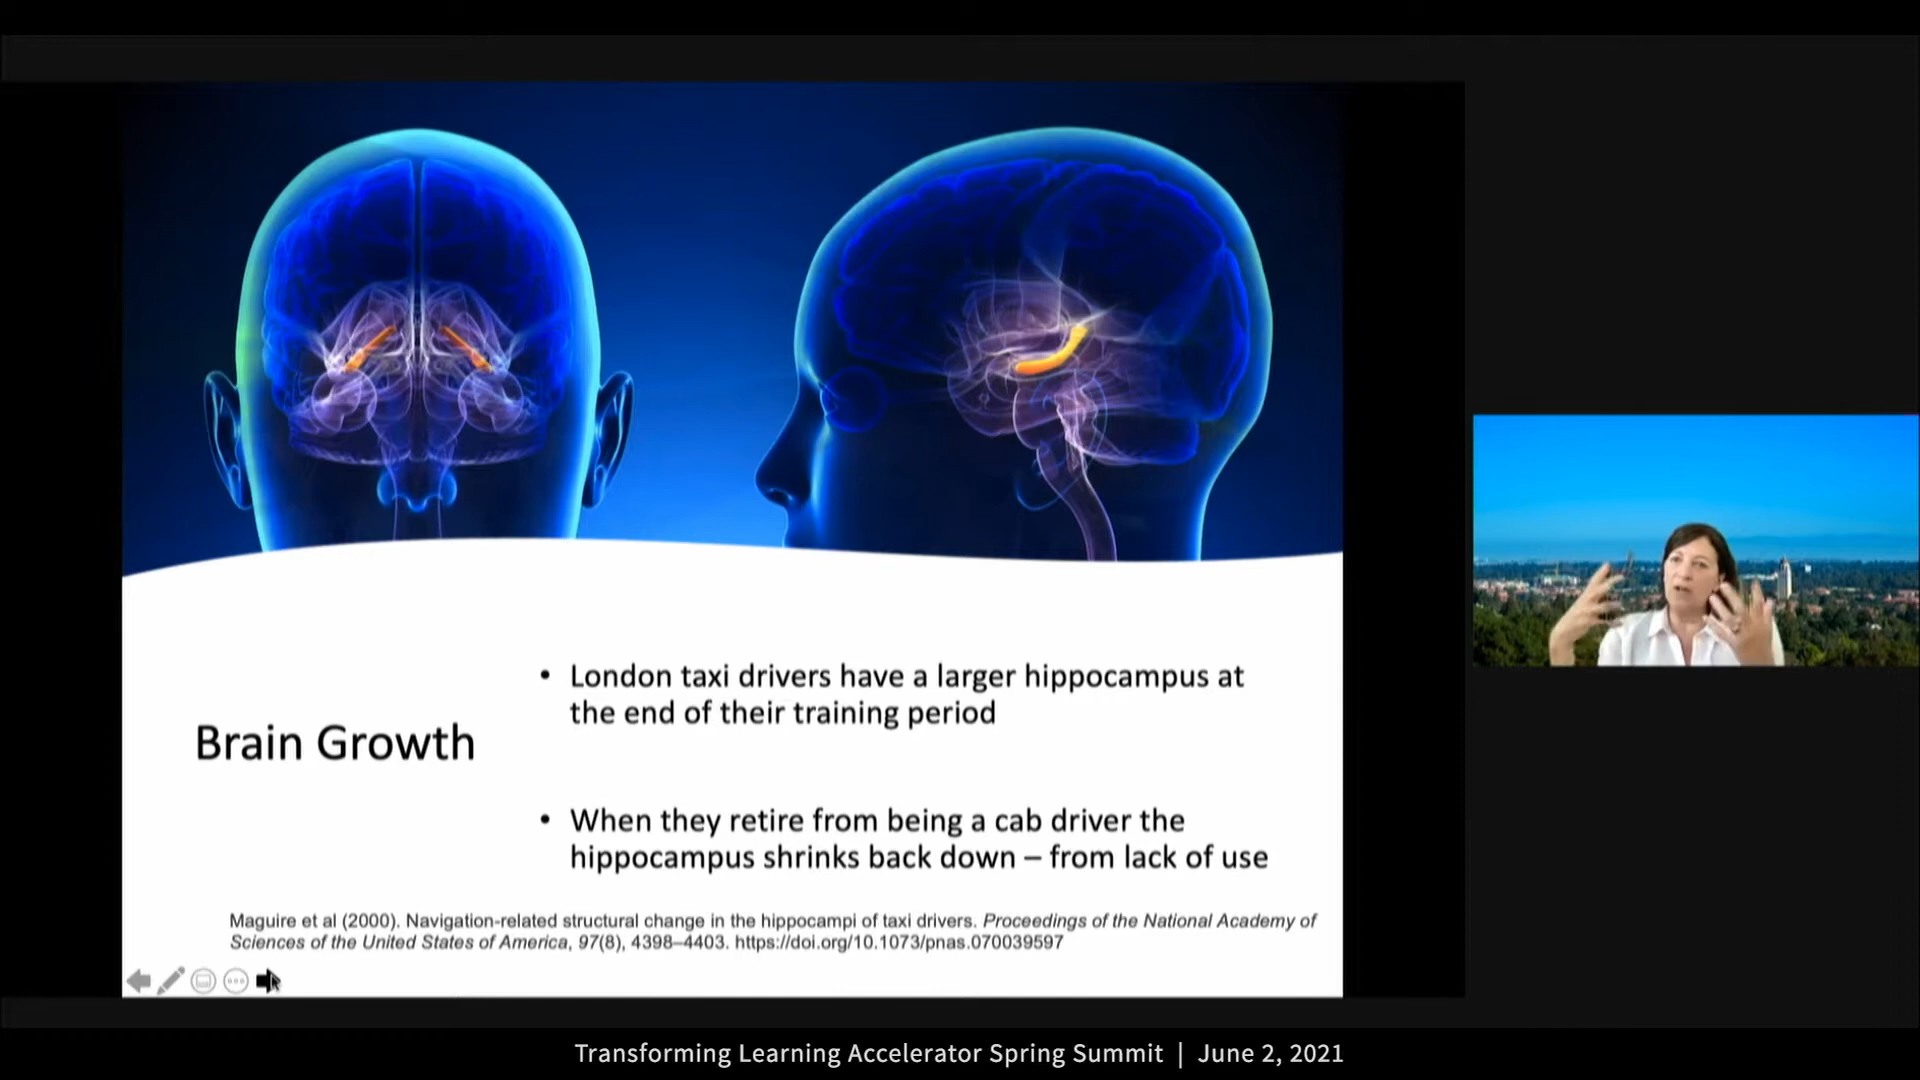 Brain Growth
• London taxi drivers have a larger hippocampus at
the end of their training period
• When they retire from being a cab driver the
hippocampus shrinks back down – from lack of use
Maguire et al (2000). Navigation-related structural change in the hippocampi of taxi drivers. Proceedings of the National Academy of
Sciences of the United States of America, 97(8), 4398–4403. https://doi.org/10.1073/pnas.070039597
Transforming Learning Accelerator Spring Summit | June 2, 2021